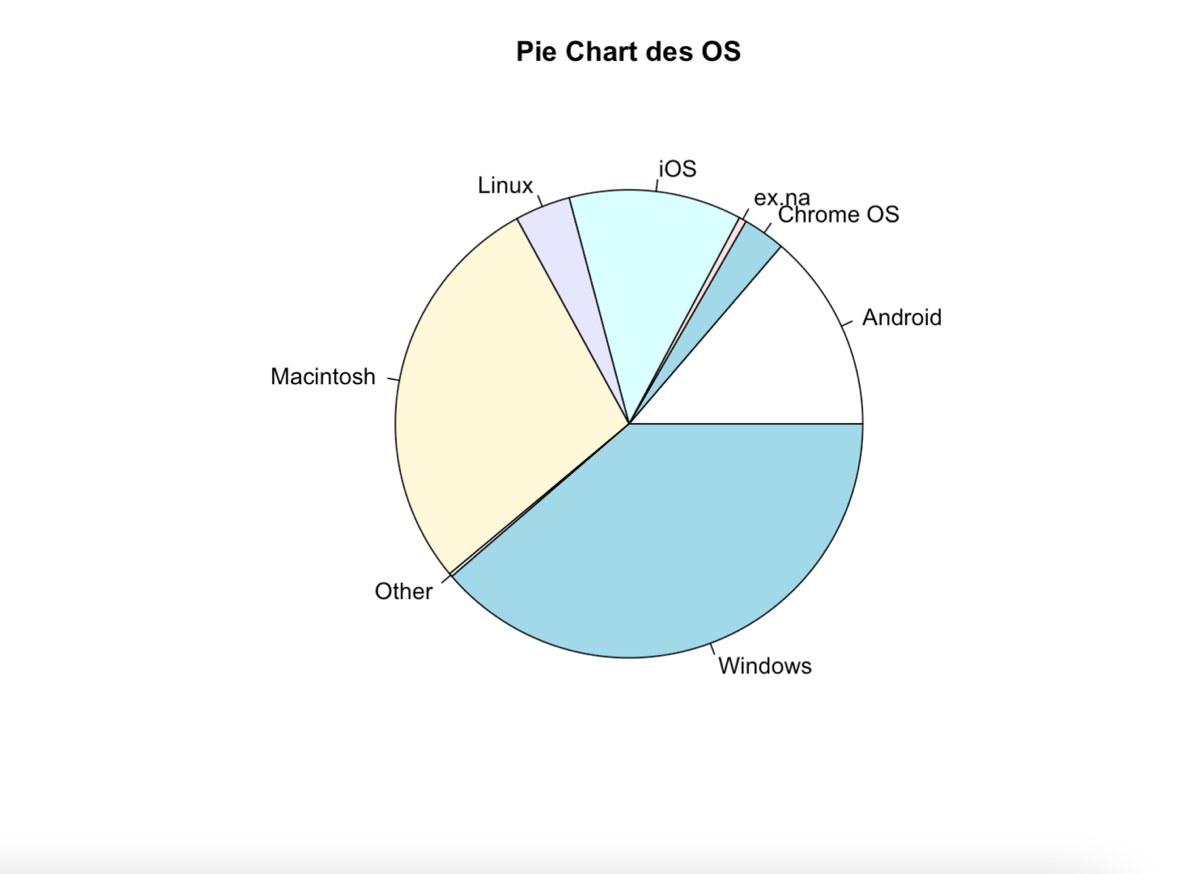 Pie Chart des OS
iOS
Linux
ex.na
Chrome OS
Android
Macintosh
Other
Windows